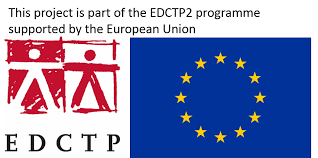 This project is part of the EDCTP2 programme
supported by the European Union
EDCTP